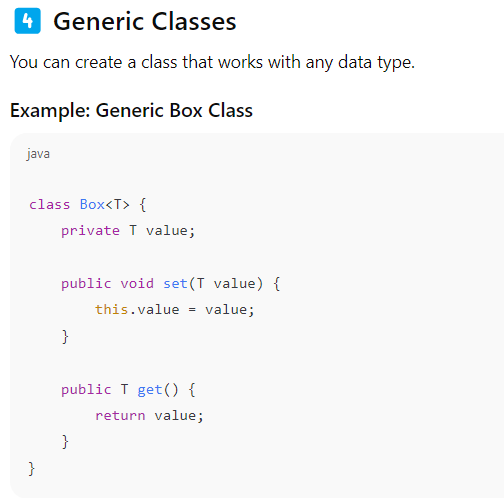 4 Generic Classes
You can create a class that works with any data type.
Example: Generic Box Class
java
class Box<T> {
    private T value;
    public void set(T value) {
        this.value = value;
    }
    public T get() {
        return value;
    }
}